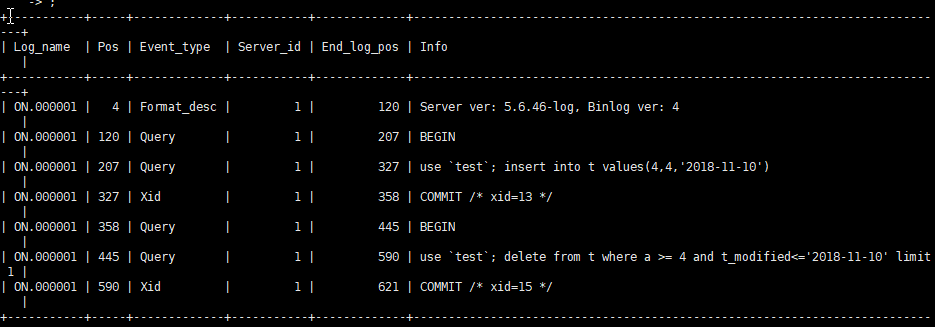 -> ;
+-----------+-----+-------------+-----------+-------------+------------------------------------------------------------------------
---+
| Log_name  | Pos | Event_type  | Server_id | End_log_pos | Info
   |
+-----------+-----+-------------+-----------+-------------+------------------------------------------------------------------------
---+
| ON.000001 |   4 | Format_desc |         1 |         120 | Server ver: 5.6.46-log, Binlog ver: 4
   |
| ON.000001 | 120 | Query       |         1 |         207 | BEGIN
   |
| ON.000001 | 207 | Query       |         1 |         327 | use `test`; insert into t values(4,4,'2018-11-10')
   |
| ON.000001 | 327 | Xid         |         1 |         358 | COMMIT /* xid=13 */
   |
| ON.000001 | 358 | Query       |         1 |         445 | BEGIN
   |
| ON.000001 | 445 | Query       |         1 |         590 | use `test`; delete from t where a >= 4 and t_modified<='2018-11-10' limit
 1 |
| ON.000001 | 590 | Xid         |         1 |         621 | COMMIT /* xid=15 */
   |
+-----------+-----+-------------+-----------+-------------+------------------------------------------------------------------------